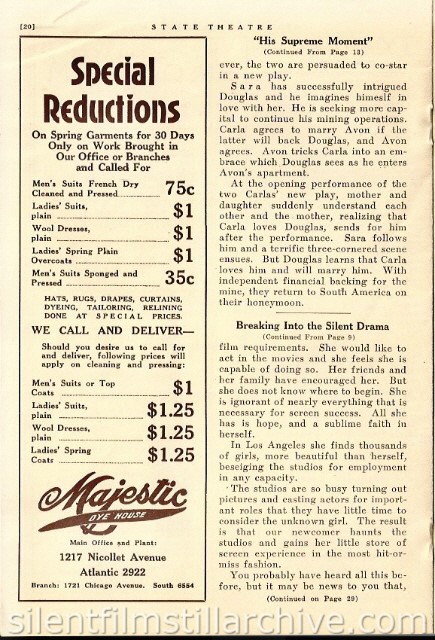 [20]
STATE THEATRE
Special
Reductions
On Spring Garments for 30 Days
Only on Work Brought in
Our Office or Branches
and Called For
Men's Suits French Dry
Cleaned and Pressed 75c
Ladies' Suits,
plain $1
Wool Dresses,
plain $1
Ladies' Spring Plain
Overcoats $1
Men's Suits Sponged and
Pressed 35c
HATS, RUGS, DRAPES, CURTAINS,
DYEING, TAILORING, RELINING
DONE AT SPECIAL PRICES.
WE CALL AND DELIVER—
Should you desire us to call for
and deliver, following prices will
apply on cleaning and pressing:
Men's Suits or Top
Coats $1
Ladies' Suits,
plain $1.25
Wool Dresses,
plain $1.25
Ladies' Spring
Coats $1.25
Majestic
DYE HOUSE
Main Office and Plant:
1217 Nicollet Avenue
Atlantic 2922
Branch: 1721 Chicago Avenue. South 6554
"His Supreme Moment"
(Continued From Page 13)
ever, the two are persuaded to co-star
in a new play.
Sara has successfully intrigued
Douglas and he imagines himeslf in
love with her. He is seeking more cap-
ital to continue his mining operations.
Carla agrees to marry Avon if the
latter will back Douglas, and Avon
agrees. Avon tricks Carla into an em-
brace which Douglas sees as he enters
Avon's apartment.
At the opening performance of the
two Carlas' new play, mother and
daughter suddenly understand each
other and the mother, realizing that
Carla loves Douglas, sends for him
after the performance. Sara follows
him and a terrific three-cornered scene
ensues. But Douglas learns that Carla
loves him and will marry him. With
independent financial backing for the
mine, they return to South America on
their honeymoon.
Breaking Into the Silent Drama
(Continued From Page 9)
film requirements. She would like to
act in the movies and she feels she is
capable of doing so. Her friends and
her family have encouraged her. But
she does not know where to begin. She
is ignorant of nearly everything that is
necessary for screen success. All she
has is hope, and a sublime faith in
herself.
In Los Angeles she finds thousands
of girls, more beautiful than herself,
beseiging the studios for employment
in any capacity.
The studios are so busy turning out
pictures and casting actors for import-
ant roles that they have little time to
consider the unknown girl. The result
is that our newcomer haunts the
studios and gains her little store of
screen experience in the most hit-or-
miss fashion.
You probably have heard all this be-
fore, but it may be news to you that,
(Continued on Page 29)
silentfilmstillarchive.com